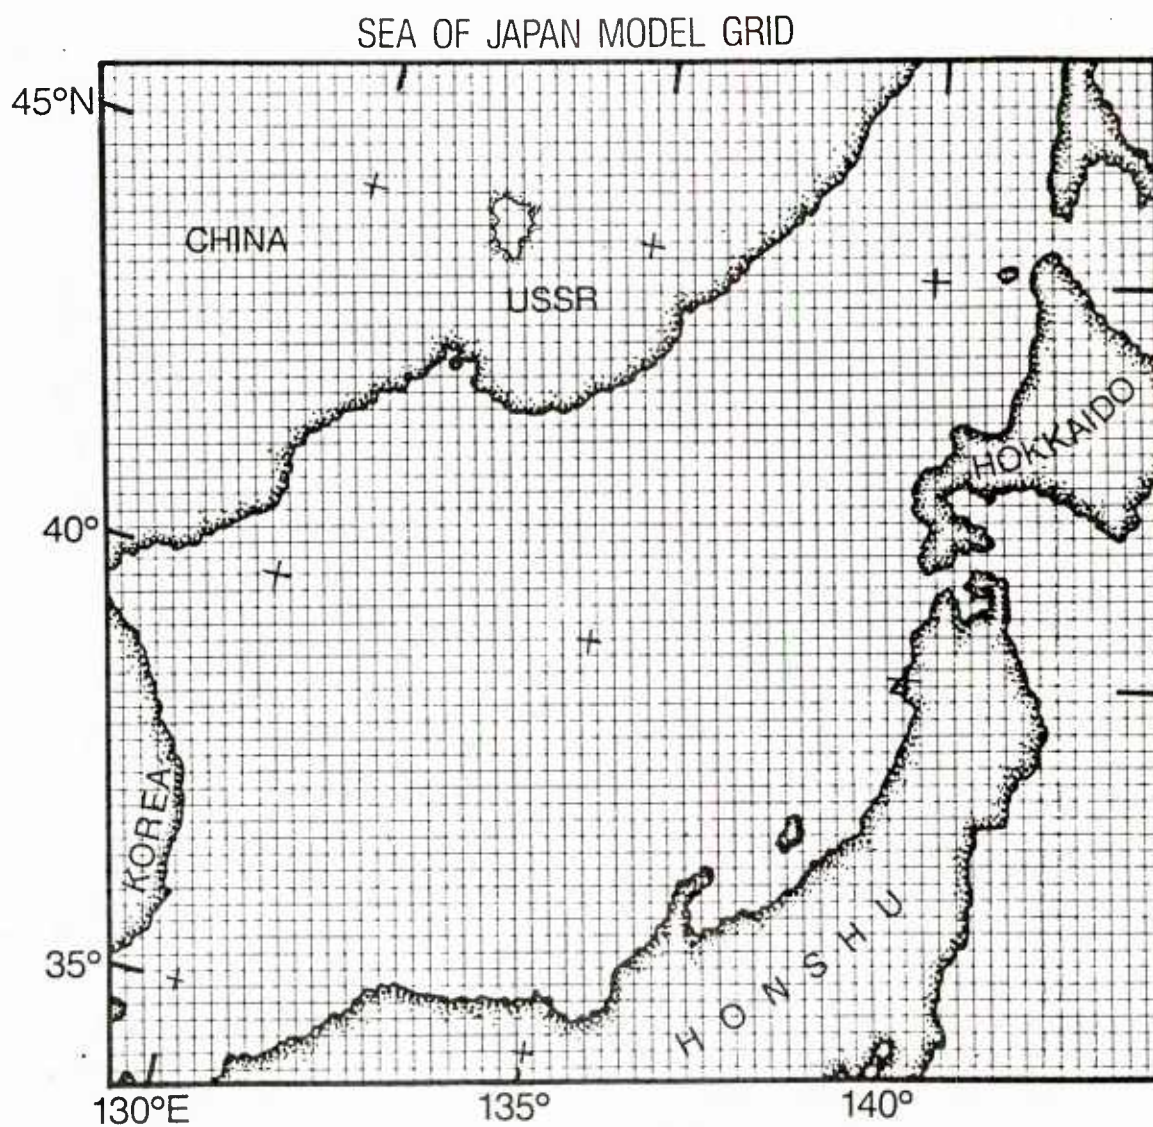 SEA OF JAPAN MODEL GRID
45°N
CHINA
USSR
HOKKAIDO
40°
KOREA
HONSHU
35°
130°E 135° 140°